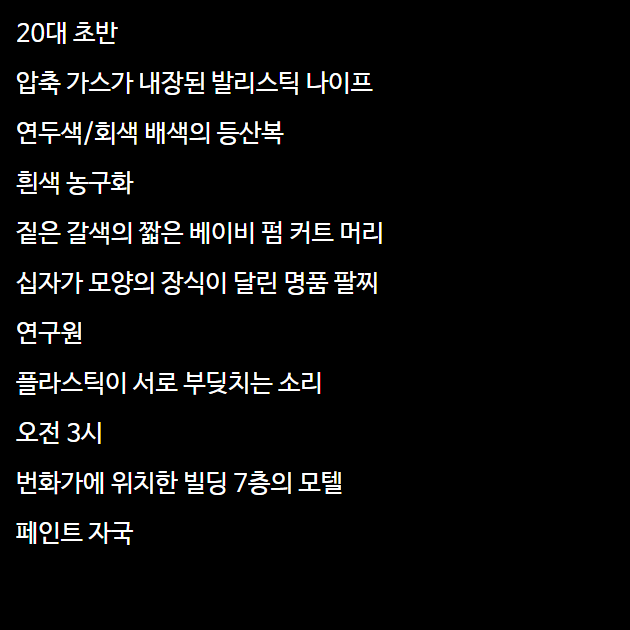 20대 초반
압축 가스가 내장된 발리스틱 나이프
연두색/회색 배색의 등산복
흰색 농구화
짙은 갈색의 짧은 베이비 펌 커트 머리
십자가 모양의 장식이 달린 명품 팔찌
연구원
플라스틱이 서로 부딪치는 소리
오전 3시
번화가에 위치한 빌딩 7층의 모텔
페인트 자국